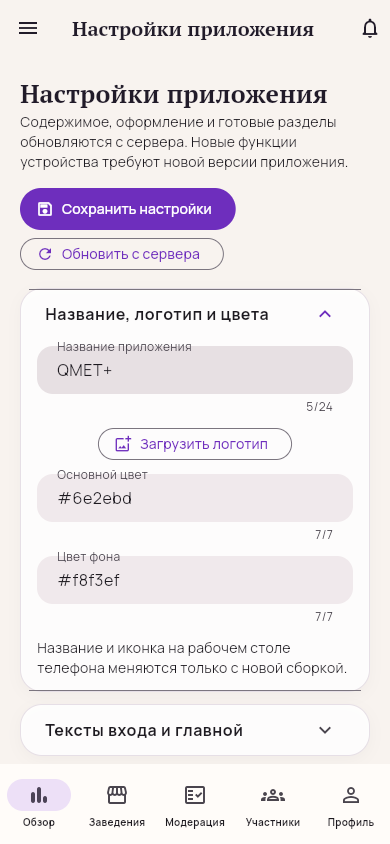 Настройки приложения
Настройки приложения
Содержимое, оформление и готовые разделы
обновляются с сервера. Новые функции
устройства требуют новой версии приложения.
Сохранить настройки
Обновить с сервера
Название, логотип и цвета
Название приложения
QMET+
5/24
Загрузить логотип
Основной цвет
#6e2ebd
7/7
Цвет фона
#f8f3ef
7/7
Название и иконка на рабочем столе
телефона меняются только с новой сборкой.
Тексты входа и главной
Обзор Заведения Модерация Участники Профиль